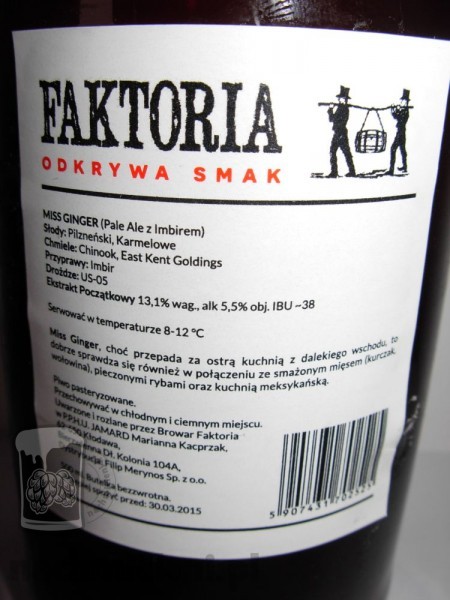 FAKTORIA
ODKRYWA SMAK
MISS GINGER (Pale Ale z Imbirem)
Słody: Pilzneński, Karmelowe
Chmiele: Chinook, East Kent Goldings
Przyprawy: Imbir
Drożdze: US-05
Ekstrakt Początkowy 13,1% wag., alk 5,5% obj. IBU ~38
Serwować w temperaturze 8-12 °C
Miss Ginger, choć przepada za ostrą kuchnią z dalekiego wschodu, to
dobrze sprawdza się również w połączeniu ze smażonym mięsem (kurczak,
wołowina), pieczonymi rybami oraz kuchnią meksykańską.
Piwo pasteryzowane.
Przechowywać w chłodnym i ciemnym miejscu.
Uwarzone i rozlane przez Browar Faktoria
w P.P.H.U. JAMARD Marianna Kacprzak,
Kłodawa,
DŁ, Kolonia 104A,
Filip Merynos Sp. z o.o.
Butelka bezzwrotna.
spożyć przed: 30.03.2015
5 907431 702525